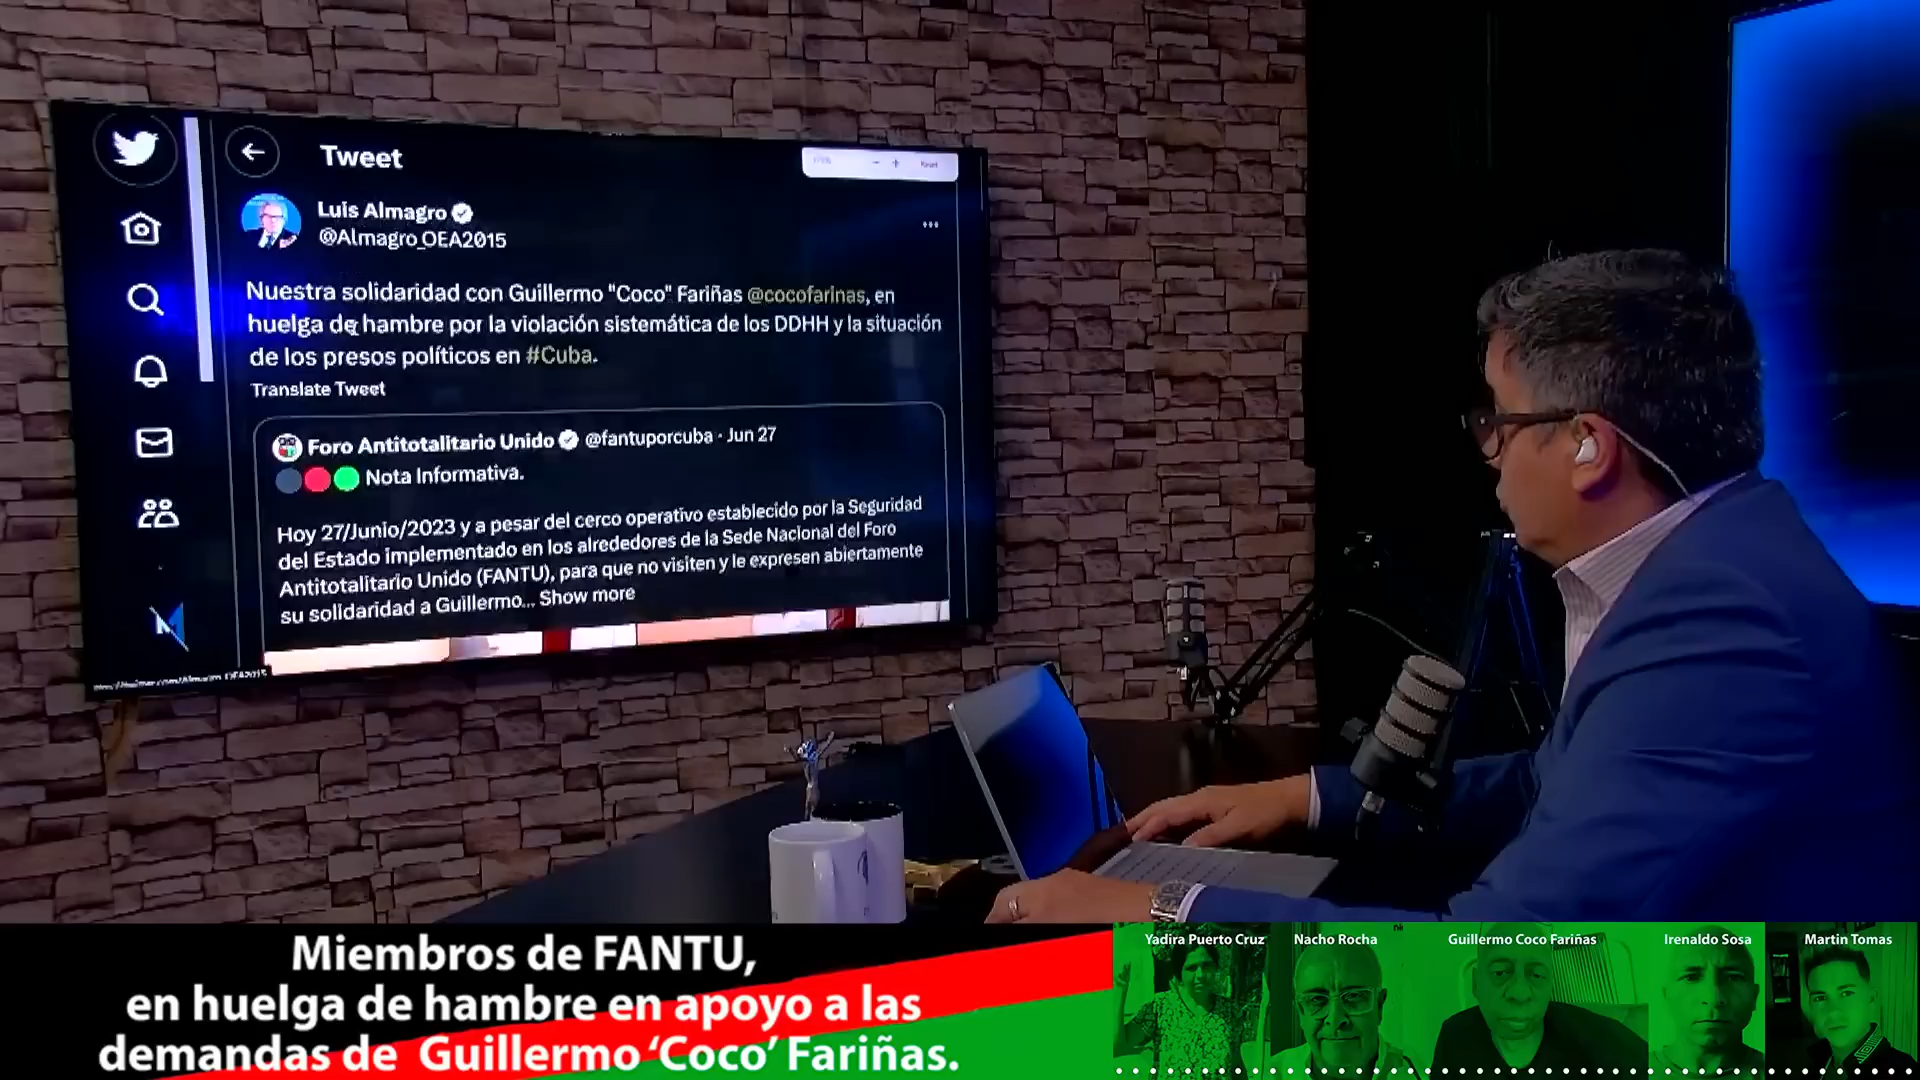 Tweet
Reset
Luis Almagro
@Almagro_OEA2015
Nuestra solidaridad con Guillermo "Coco" Fariñas @cocofarinas, en
huelga de hambre por la violación sistemática de los DDHH y la situación
de los presos políticos en #Cuba.
Translate Tweet
Foro Antitotalitario Unido @fantuporcuba · Jun 27
Nota Informativa.
Hoy 27/Junio/2023 y a pesar del cerco operativo establecido por la Seguridad
del Estado implementado en los alrededores de la Sede Nacional del Foro
Antitotalitario Unido (FANTU), para que no visiten y le expresen abiertamente
su solidaridad a Guillermo... Show more
Miembros de FANTU,
en huelga de hambre en apoyo a las
demandas de Guillermo ‘Coco’ Fariñas.
Yadira Puerto Cruz
Nacho Rocha
Guillermo Coco Fariñas
Irenaldo Sosa
Martin Tomas